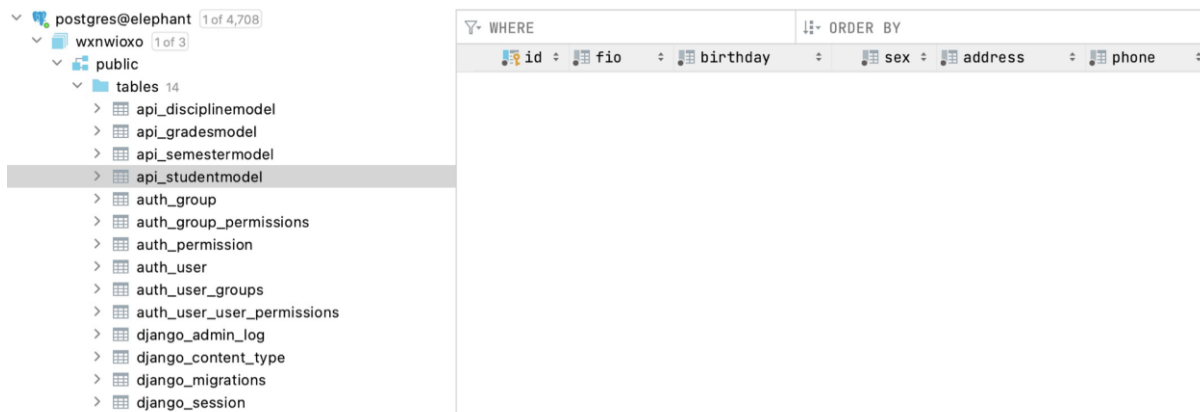 postgres@elephant 1 of 4,708
wxnwioxo 1 of 3
public
tables 14
api_disciplinemodel
api_gradesmodel
api_semestermodel
api_studentmodel
auth_group
auth_group_permissions
auth_permission
auth_user
auth_user_groups
auth_user_user_permissions
django_admin_log
django_content_type
django_migrations
django_session
WHERE ORDER BY
id fio birthday sex address phone